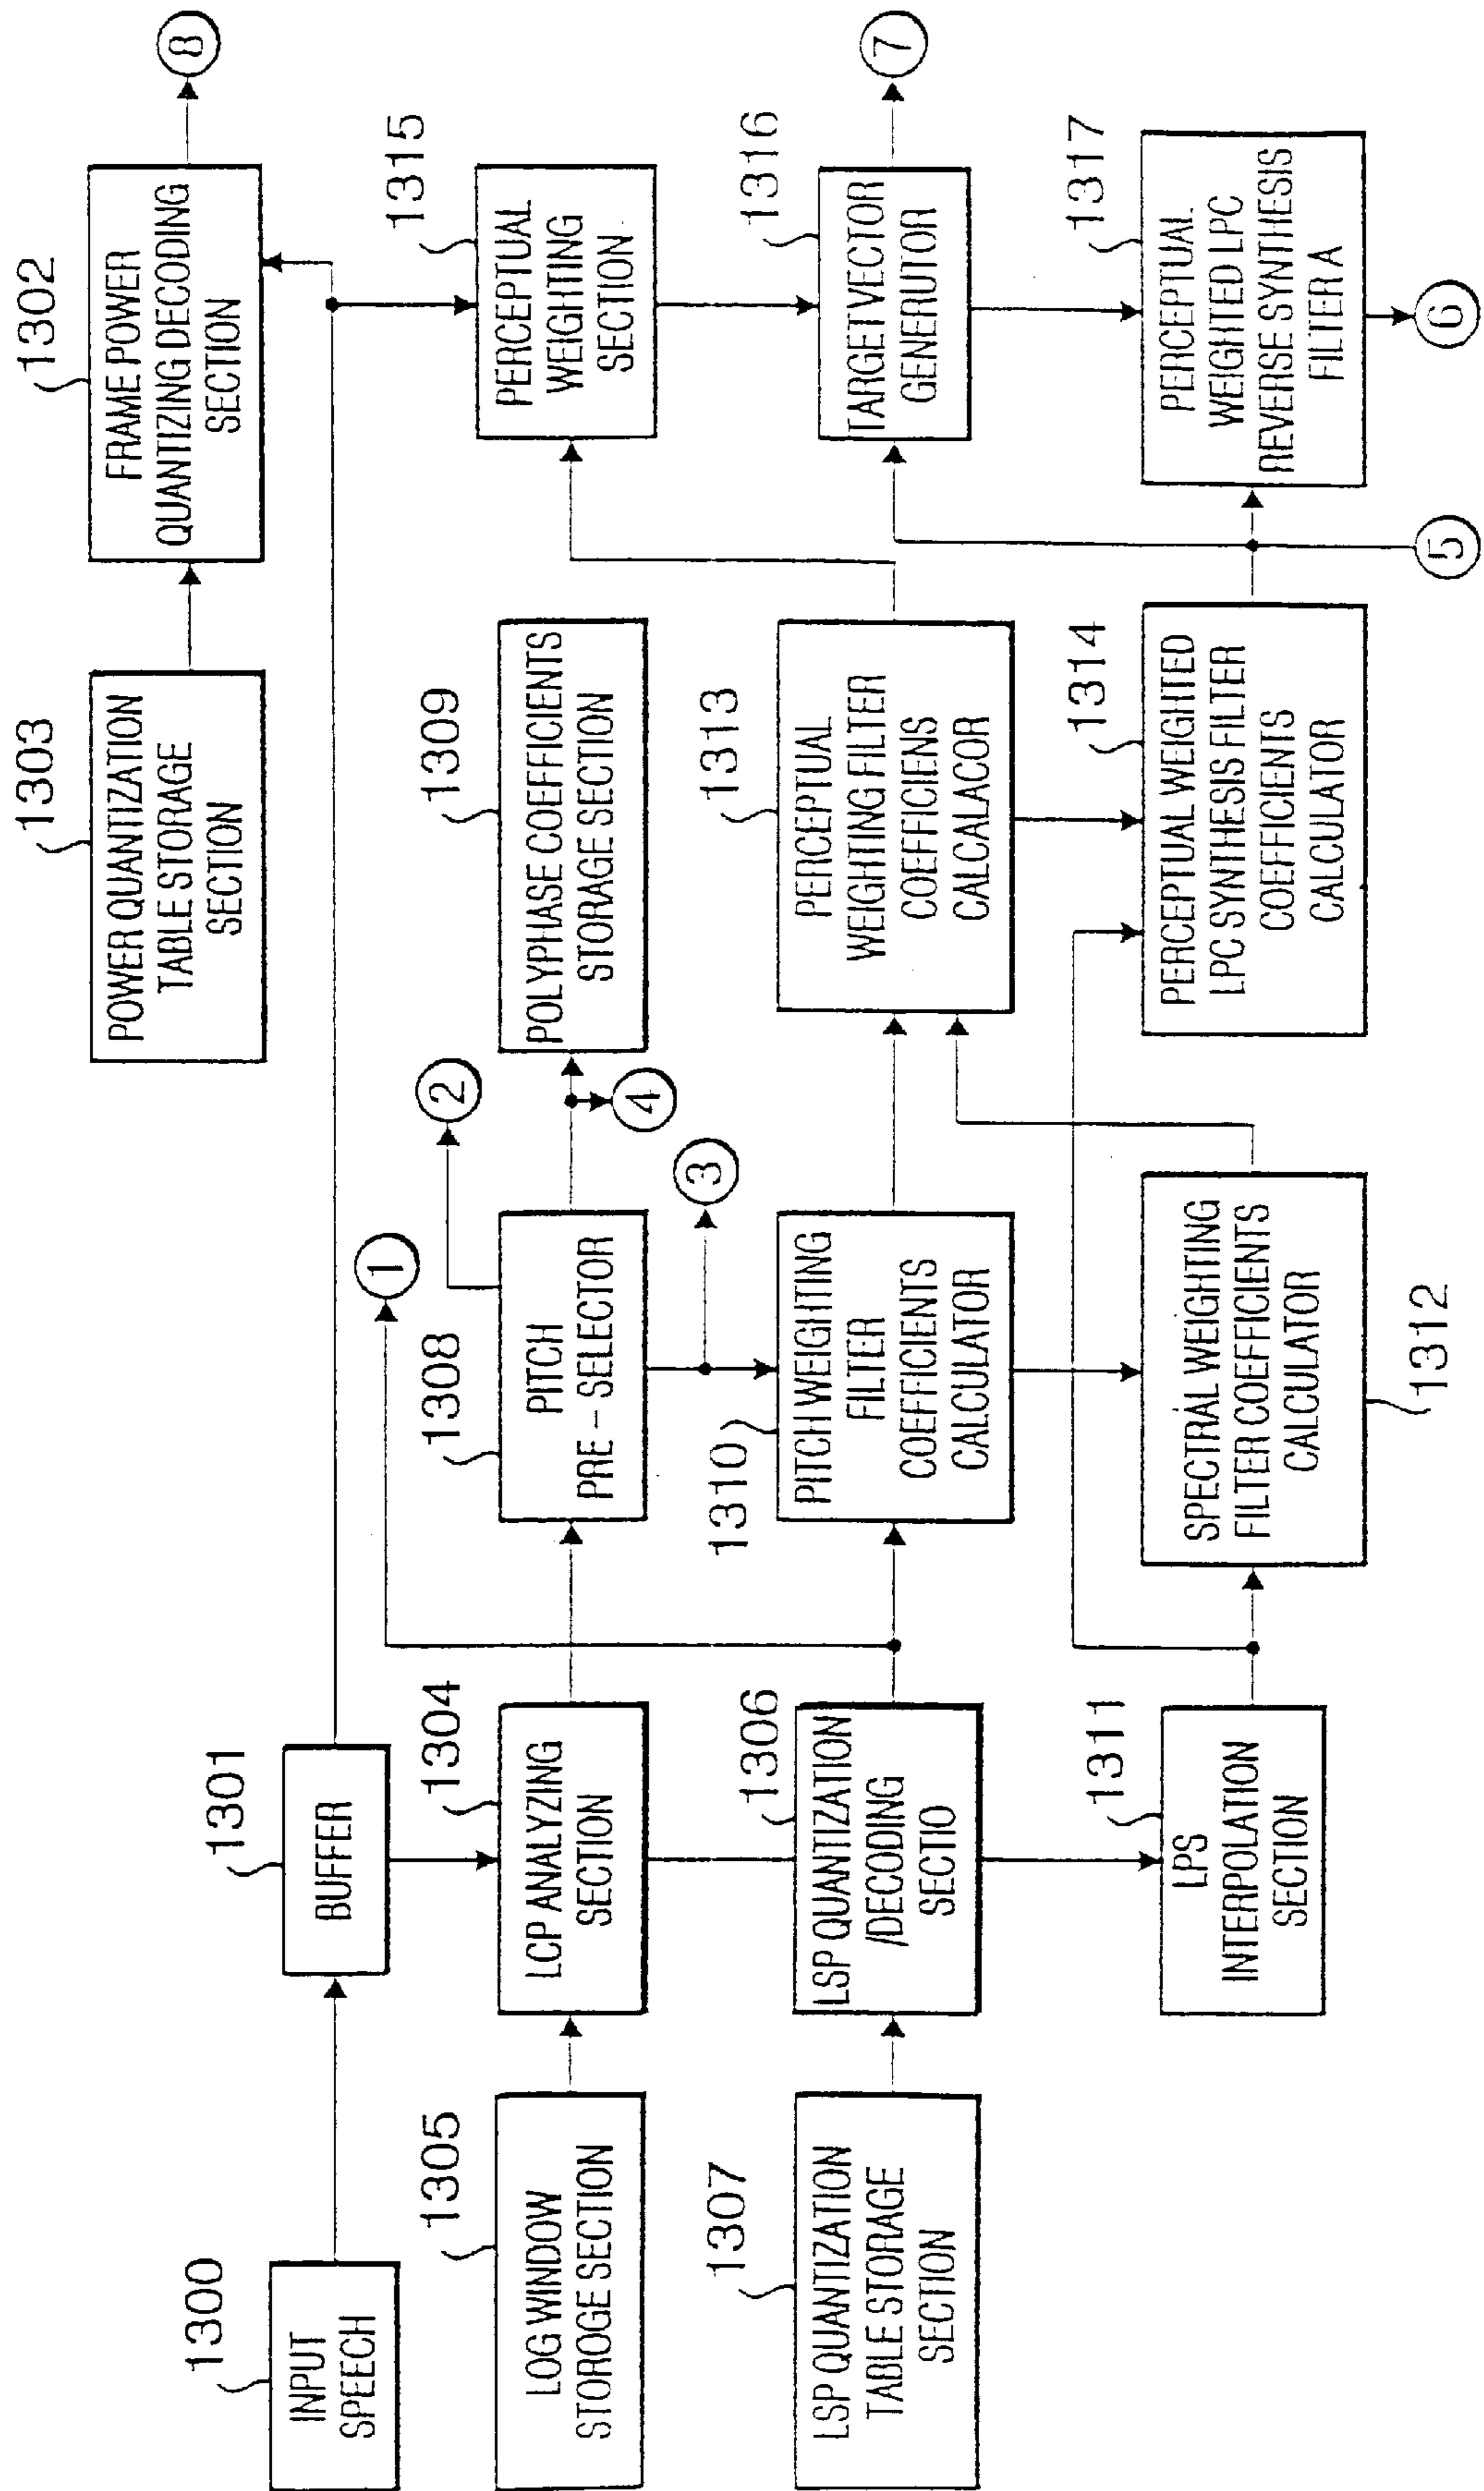 1300
INPUT
SPEECH
1301
BUFFER
1303
POWER QUANTIZATION
TABLE STORAGE
SECTION
1302
FRAME POWER
QUANTIZING DECODING
SECTION
8
1305
LOG WINDOW
STOROGE SECTION
1304
LCP ANALYZING
SECTION
1
1308
PITCH
PRE – SELECTOR
2
4
3
1309
POLYPHASE COEFFICIENTS
STORAGE SECTION
1315
PERCEPTUAL
WEIGHTING
SECTION
1307
LSP QUANTIZATION
TABLE STORAGE
SECTION
1306
LSP QUANTIZATION
/DECODING
SECTIO
1310
PITCH WEIGHTING
FILTER
COEFFICIENTS
CALCULATOR
1313
PERCEPTUAL
WEIGHTING FILTER
COEFFICIENS
CALCALACOR
1316
TARGET VECTOR
GENERUTOR
7
1311
LPS
INTERPOLATION
SECTION
SPECTRAL WEIGHTING
FILTER COEFFICIENTS
CALCULATOR
1312
1314
PERCEPTUAL WEIGHTED
LPC SYNTHESIS FILTER
COEFFICIENTS
CALCULATOR
5
1317
PERCEPTUAL
WEIGHTED LPC
REVERSE SYNTHESIS
FILTER A
6